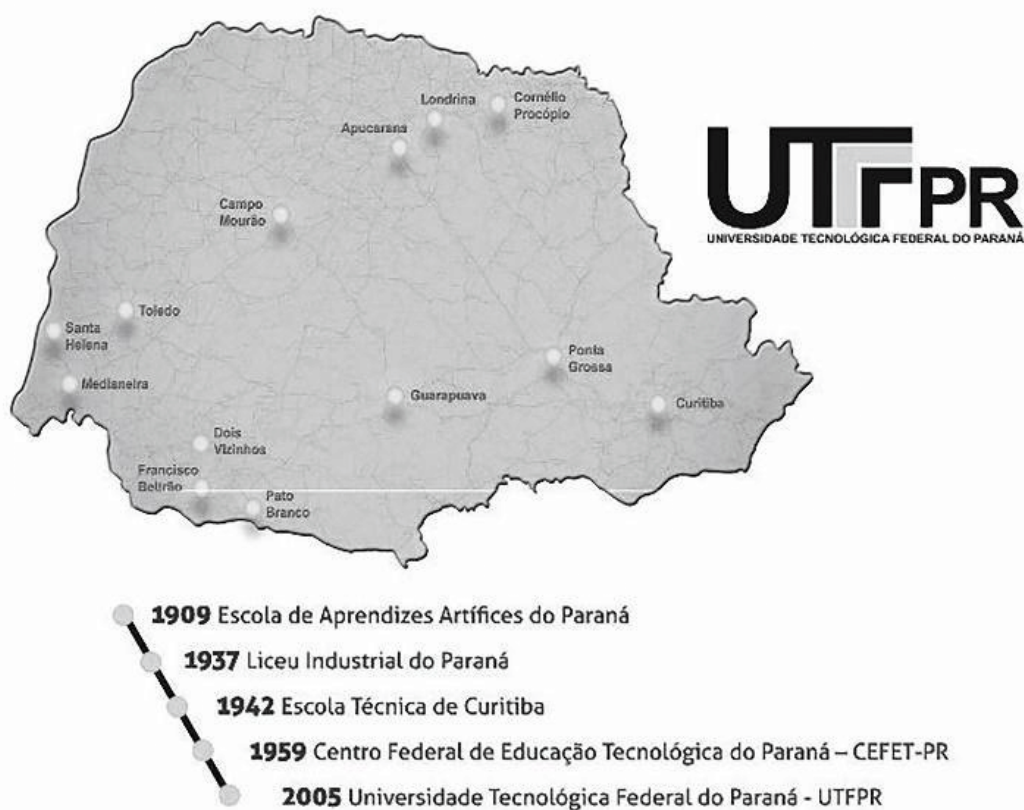 Londrina
Cornélio
Procópio
Apucarana
Campo
Mourão
UTFPR
UNIVERSIDADE TECNOLÓGICA FEDERAL DO PARANÁ
Toledo
Santa
Helena
Medianeira
Ponta
Grossa
Guarapuava
Curitiba
Dois
Vizinhos
Francisco
Beltrão
Pato
Branco
1909 Escola de Aprendizes Artífices do Paraná
1937 Liceu Industrial do Paraná
1942 Escola Técnica de Curitiba
1959 Centro Federal de Educação Tecnológica do Paraná – CEFET-PR
2005 Universidade Tecnológica Federal do Paraná - UTFPR